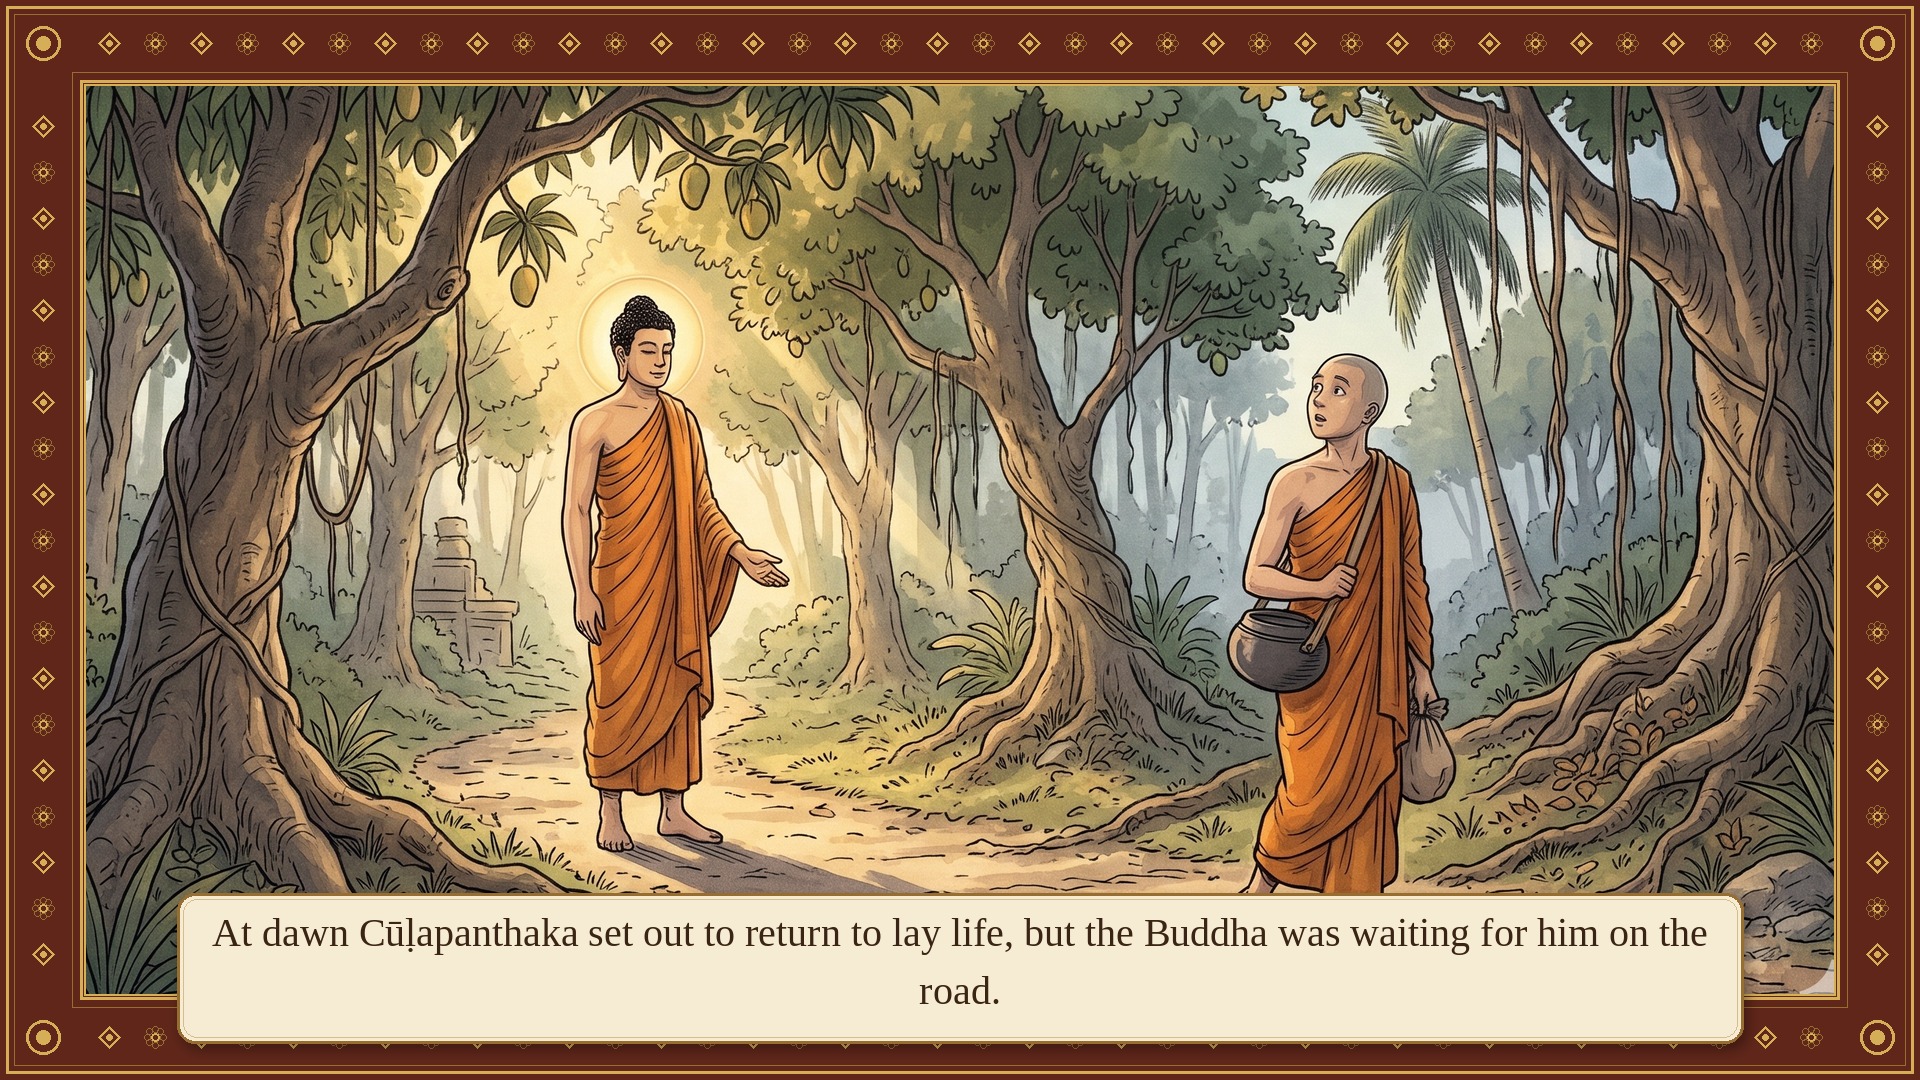 At dawn Cūḷapanthaka set out to return to lay life, but the Buddha was waiting for him on the
road.